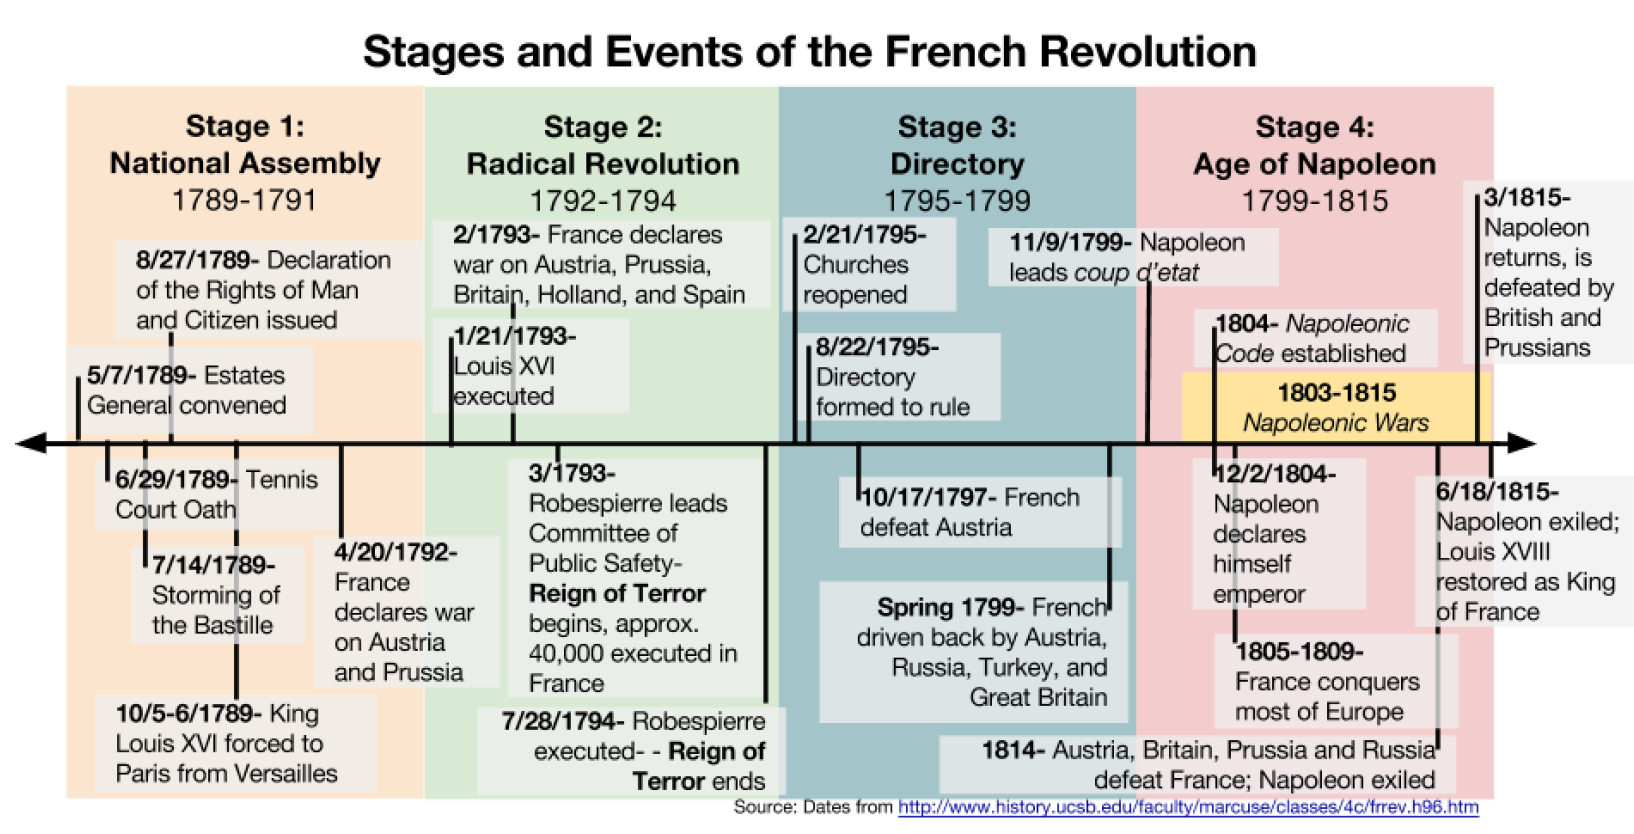 Stages and Events of the French Revolution
Stage 1:
National Assembly
1789-1791
8/27/1789- Declaration
of the Rights of Man
and Citizen issued
5/7/1789- Estates
General convened
6/29/1789- Tennis
Court Oath
7/14/1789-
Storming of
the Bastille
4/20/1792-
France
declares war
on Austria
and Prussia
10/5-6/1789- King
Louis XVI forced to
Paris from Versailles
Stage 2:
Radical Revolution
1792-1794
2/1793- France declares
war on Austria, Prussia,
Britain, Holland, and Spain
1/21/1793-
Louis XVI
executed
3/1793-
Robespierre leads
Committee of
Public Safety-
Reign of Terror
begins, approx.
40,000 executed in
France
7/28/1794- Robespierre
executed- - Reign of
Terror ends
Stage 3:
Directory
1795-1799
2/21/1795-
Churches
reopened
8/22/1795-
Directory
formed to rule
10/17/1797- French
defeat Austria
Spring 1799- French
driven back by Austria,
Russia, Turkey, and
Great Britain
Stage 4:
Age of Napoleon
1799-1815
11/9/1799- Napoleon
leads coup d'etat
1804- Napoleonic
Code established
1803-1815
Napoleonic Wars
3/1815-
Napoleon
returns, is
defeated by
British and
Prussians
12/2/1804-
Napoleon
declares
himself
emperor
6/18/1815-
Napoleon exiled;
Louis XVIII
restored as King
of France
1805-1809-
France conquers
most of Europe
1814- Austria, Britain, Prussia and Russia
defeat France; Napoleon exiled
Source: Dates from http://www.history.ucsb.edu/faculty/marcuse/classes/4c/frrev.h96.htm